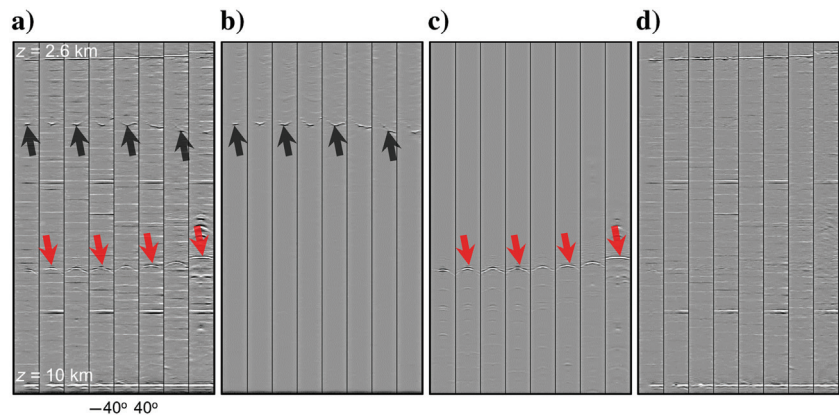 a) b) c) d)
z = 2.6 km
z = 10 km
−40° 40°